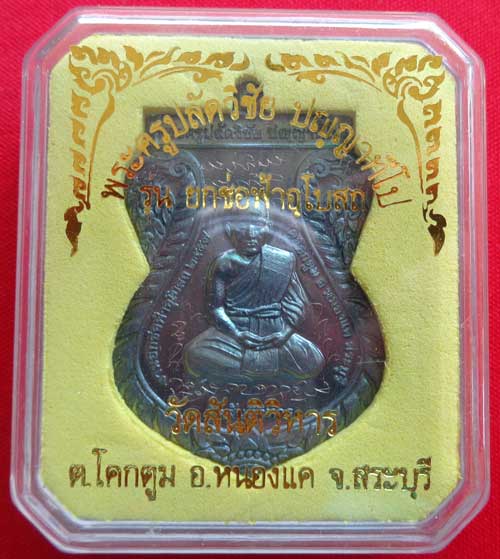 พระครูปลัดวิชัย ปญฺญาทีโป
รุ่น ยกช่อฟ้าอุโบสถ
วัดสันติวิหาร
ต.โคกตูม อ.หนองแค จ.สระบุรี